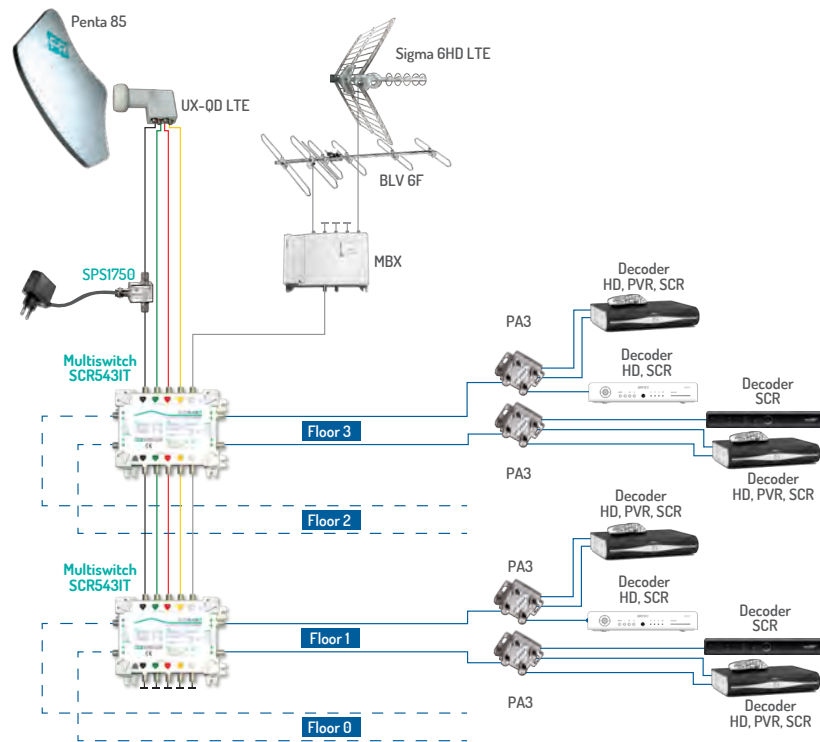 Penta 85
Sigma 6HD LTE
UX-QD LTE
BLV 6F
MBX
SPS1750
Decoder
HD, PVR, SCR
PA3
Multiswitch
SCR543IT
Decoder
HD, SCR
Decoder
SCR
Floor 3
PA3
Decoder
HD, PVR, SCR
Floor 2
Decoder
HD, PVR, SCR
PA3
Multiswitch
SCR543IT
Decoder
HD, SCR
Decoder
SCR
Floor 1
PA3
Decoder
HD, PVR, SCR
Floor 0